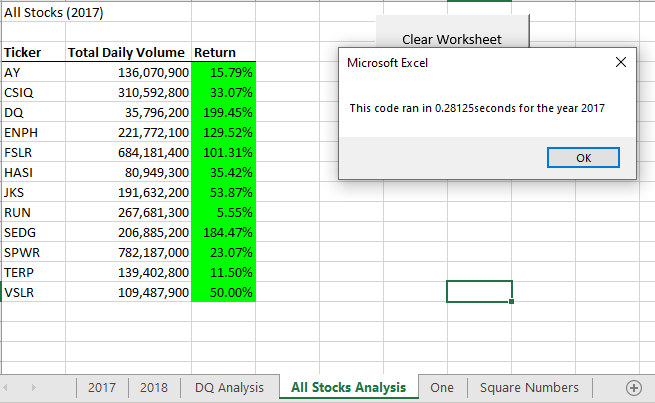 All Stocks (2017)
Clear Worksheet
Microsoft Excel
This code ran in 0.28125seconds for the year 2017
OK
Ticker Total Daily Volume Return
AY 136,070,900 15.79%
CSIQ 310,592,800 33.07%
DQ 35,796,200 199.45%
ENPH 221,772,100 129.52%
FSLR 684,181,400 101.31%
HASI 80,949,300 35.42%
JKS 191,632,200 53.87%
RUN 267,681,300 5.55%
SEDG 206,885,200 184.47%
SPWR 782,187,000 23.07%
TERP 139,402,800 11.50%
VSLR 109,487,900 50.00%
2017 2018 DQ Analysis All Stocks Analysis One Square Numbers